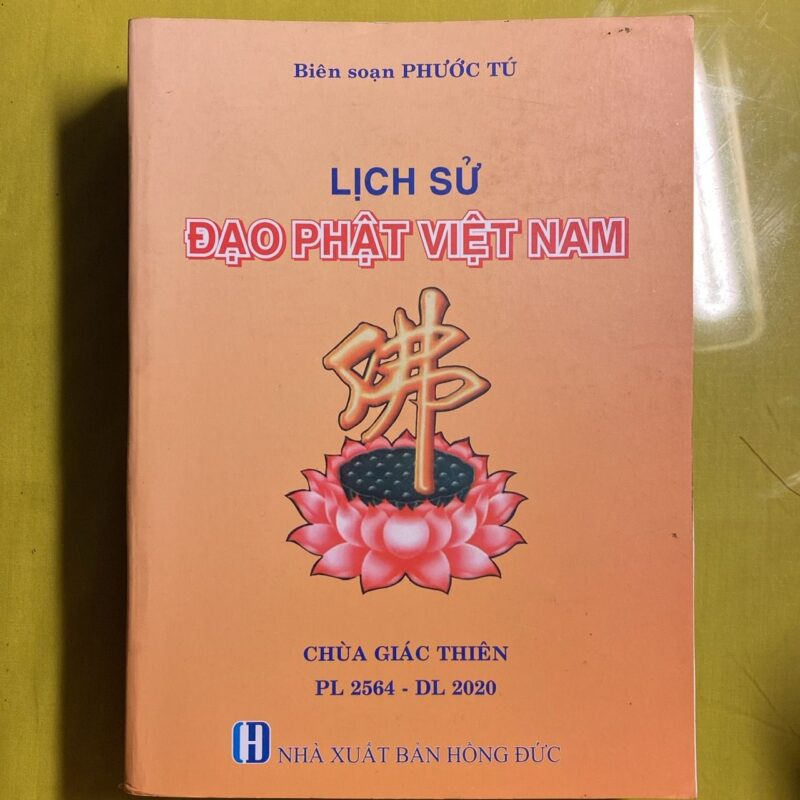 Biên soạn PHƯỚC TÚ
LỊCH SỬ
ĐẠO PHẬT VIỆT NAM
佛
CHÙA GIÁC THIÊN
PL 2564 - DL 2020
NHÀ XUẤT BẢN HỒNG ĐỨC